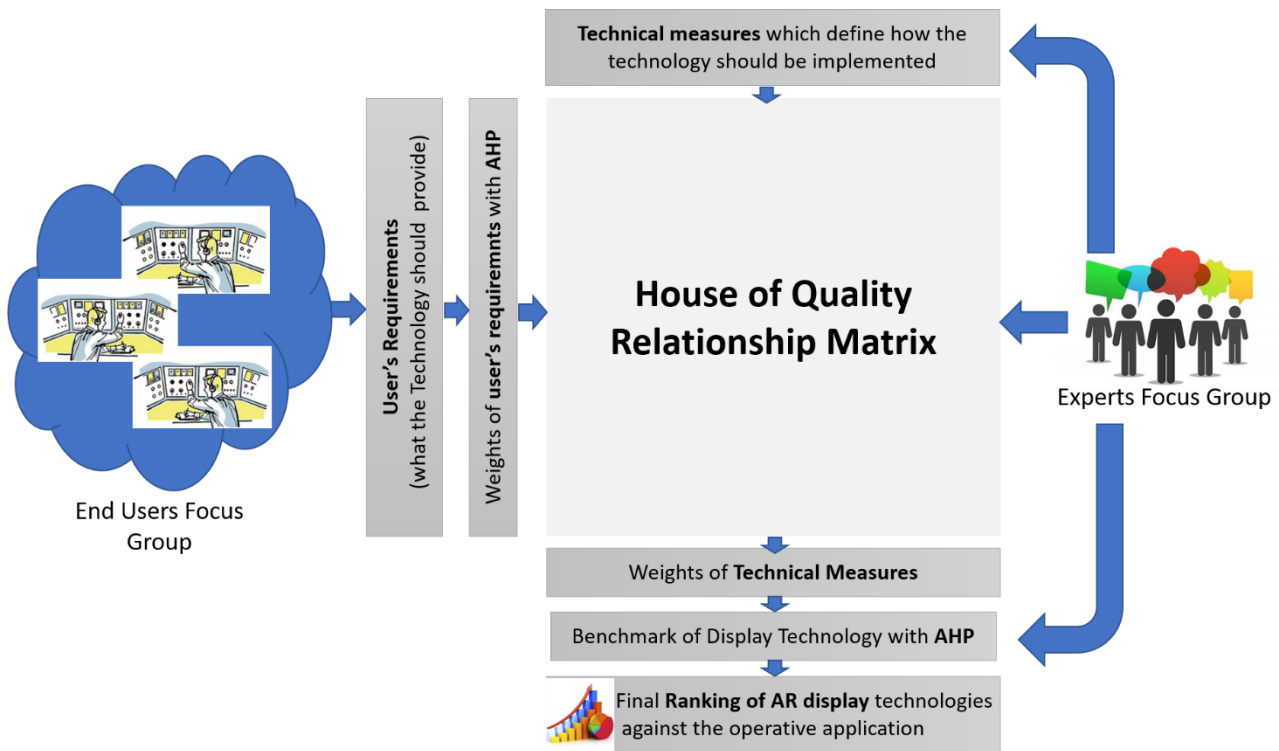 Technical measures which define how the
technology should be implemented
User's Requirements
(what the Technology should provide)
Weights of user's requiremnts with AHP
House of Quality
Relationship Matrix
Experts Focus Group
End Users Focus
Group
Weights of Technical Measures
Benchmark of Display Technology with AHP
Final Ranking of AR display technologies
against the operative application